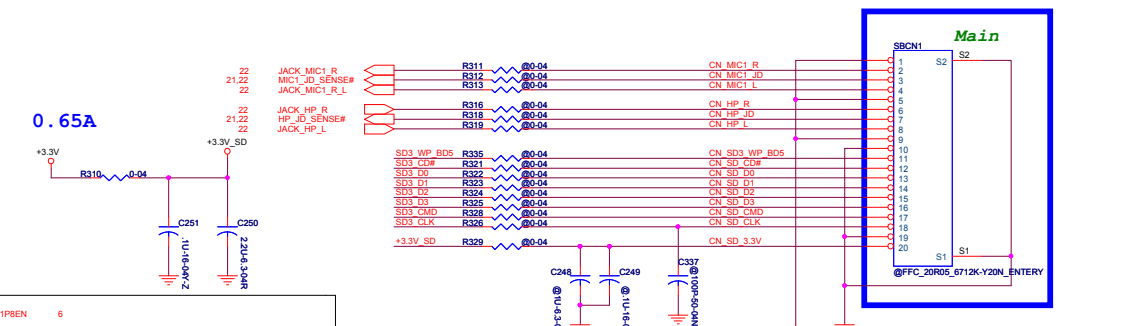 Main
SBCN1
S2
S2
22 JACK_MIC1_R R311 @0-04 CN_MIC1_R 1
21,22 MIC1_JD_SENSE# R312 @0-04 CN_MIC1_JD 2
22 JACK_MIC1_R_L R313 @0-04 CN_MIC1_L 3
4
5
22 JACK_HP_R R316 @0-04 CN_HP_R 6
21,22 HP_JD_SENSE# R318 @0-04 CN_HP_JD 7
22 JACK_HP_L R319 @0-04 CN_HP_L 8
9
10
0.65A
+3.3V
+3.3V_SD
R310 0-04
SD3_WP_BD5 R335 @0-04 CN_SD3_WP_BD5 11
SD3_CD# R321 @0-04 CN_SD_CD# 12
SD3_D0 R322 @0-04 CN_SD_D0 13
SD3_D1 R323 @0-04 CN_SD_D1 14
SD3_D2 R324 @0-04 CN_SD_D2 15
SD3_D3 R325 @0-04 CN_SD_D3 16
SD3_CMD R328 @0-04 CN_SD_CMD 17
SD3_CLK R326 @0-04 CN_SD_CLK 18
19
+3.3V_SD R329 @0-04 CN_SD_3.3V 20
S1
S1
@FFC_20R05_6712K-Y20N_ENTERY
C251
.1U-16-04Y-Z
C250
2.2U-6.3-04R
C248
C249
C337
@100P-50-04N
1P8EN 6